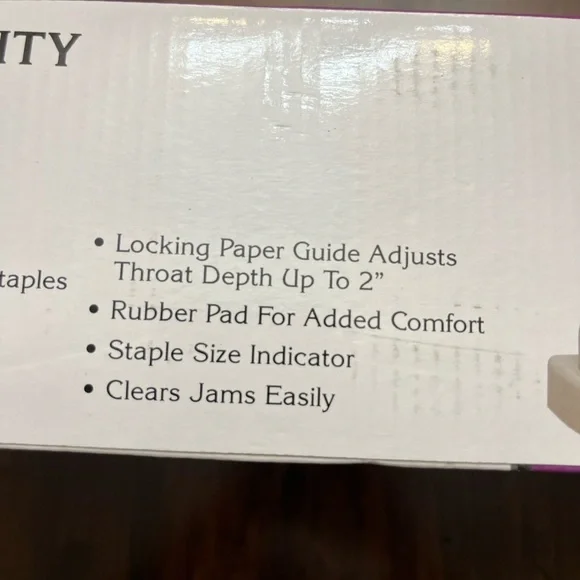 ITY
• Locking Paper Guide Adjusts
Throat Depth Up To 2”
taples
• Rubber Pad For Added Comfort
• Staple Size Indicator
• Clears Jams Easily